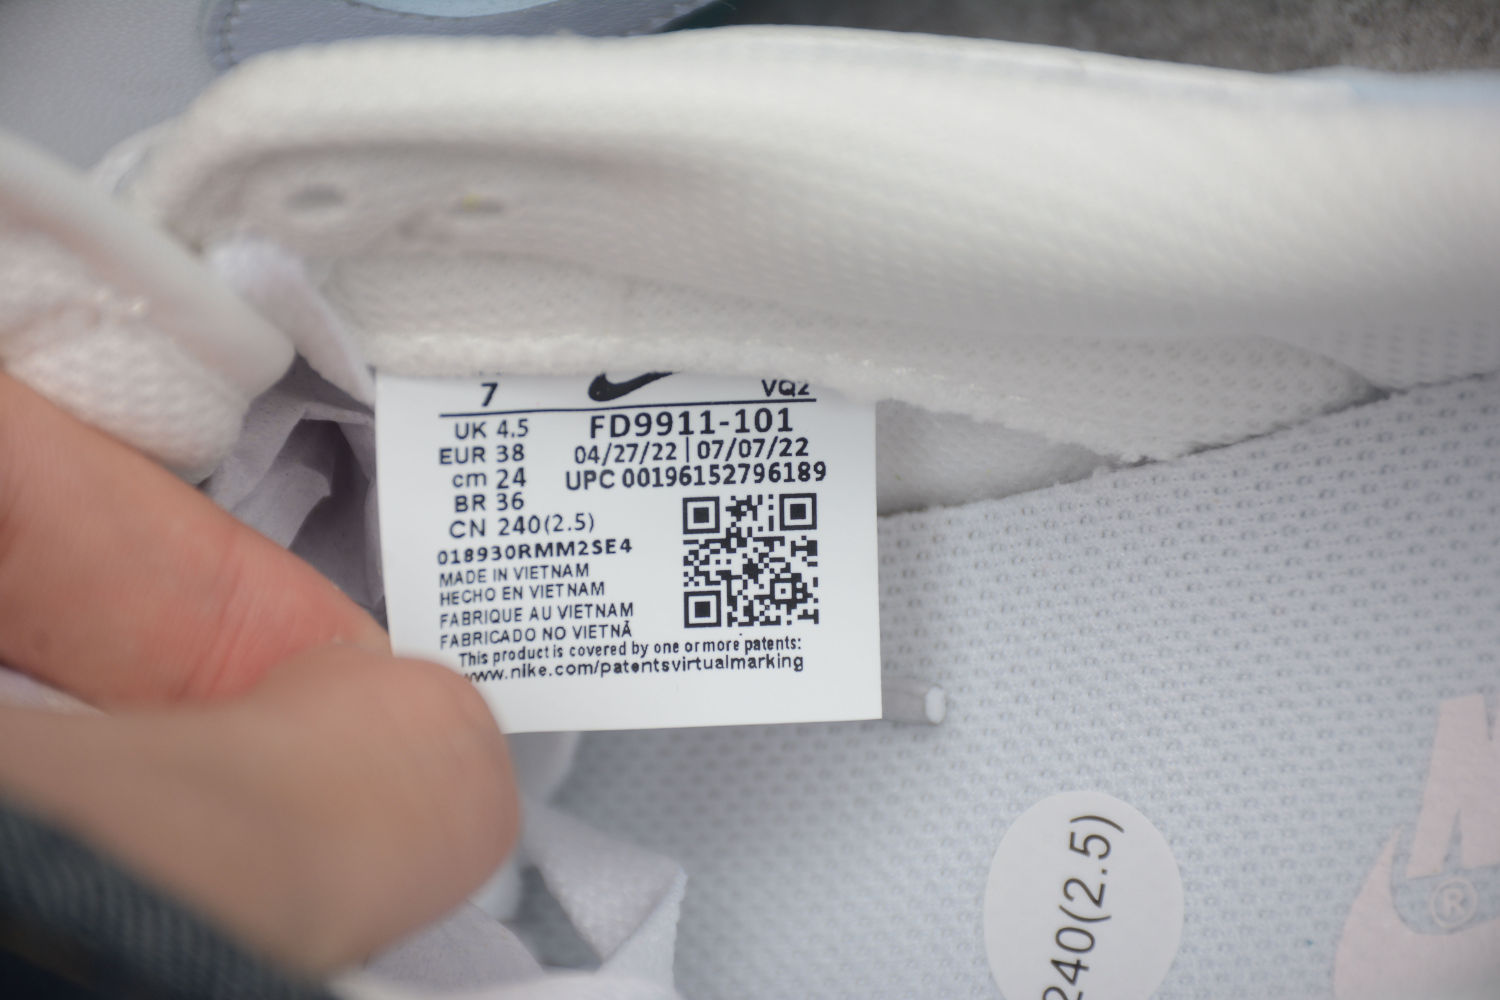 7 VQ2
UK 4.5 FD9911-101
EUR 38 04/27/22 | 07/07/22
cm 24 UPC 00196152796189
BR 36
CN 240(2.5)
018930RMM2SE4
MADE IN VIETNAM
HECHO EN VIETNAM
FABRIQUE AU VIETNAM
FABRICADO NO VIETNÃ
This product is covered by one or more patents:
www.nike.com/patentsvirtualmarking
240(2.5)
®